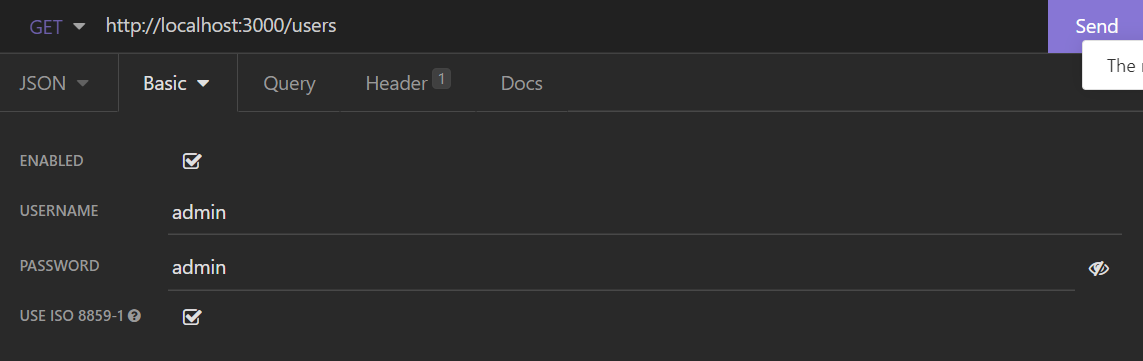 GET http://localhost:3000/users Send
The
JSON Basic Query Header 1 Docs
ENABLED
USERNAME admin
PASSWORD admin
USE ISO 8859-1